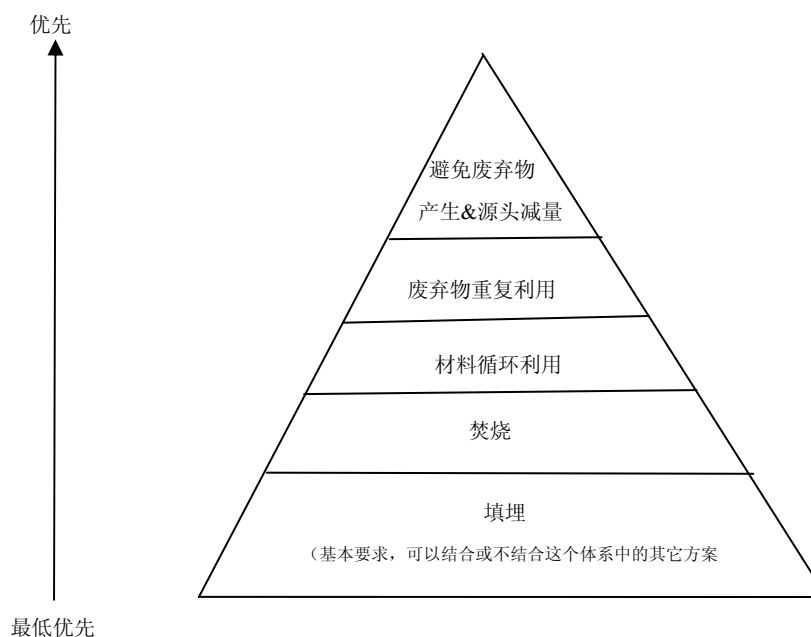 优先
避免废弃物
产生&源头减量
废弃物重复利用
材料循环利用
焚烧
填埋
（基本要求，可以结合或不结合这个体系中的其它方案
最低优先